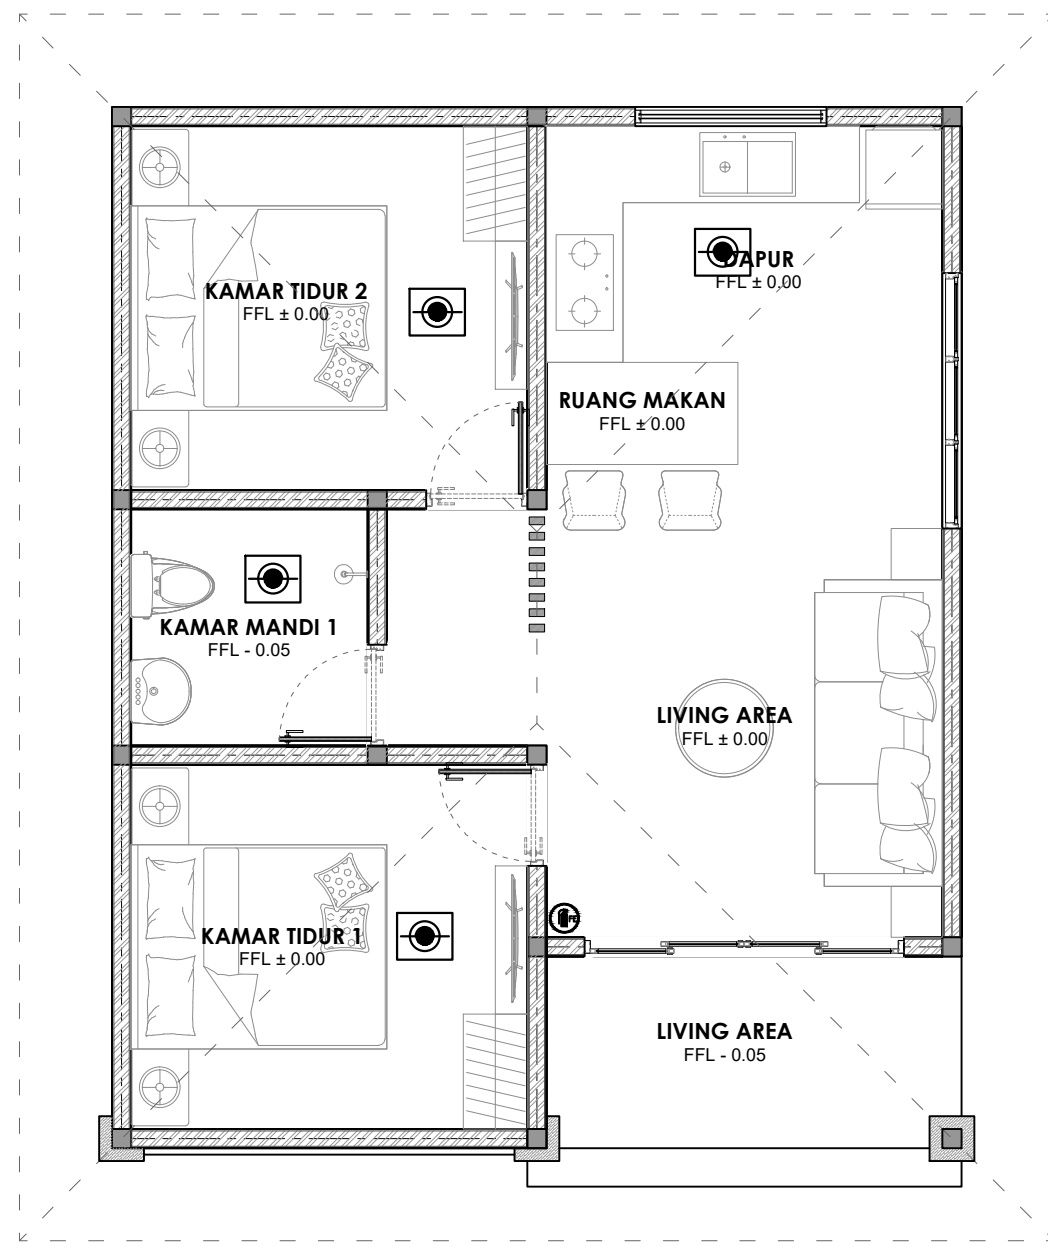 KAMAR TIDUR 2
FFL ± 0.00
DAPUR
FFL ± 0.00
RUANG MAKAN
FFL ± 0.00
KAMAR MANDI 1
FFL - 0.05
LIVING AREA
FFL ± 0.00
KAMAR TIDUR 1
FFL ± 0.00
FE
LIVING AREA
FFL - 0.05